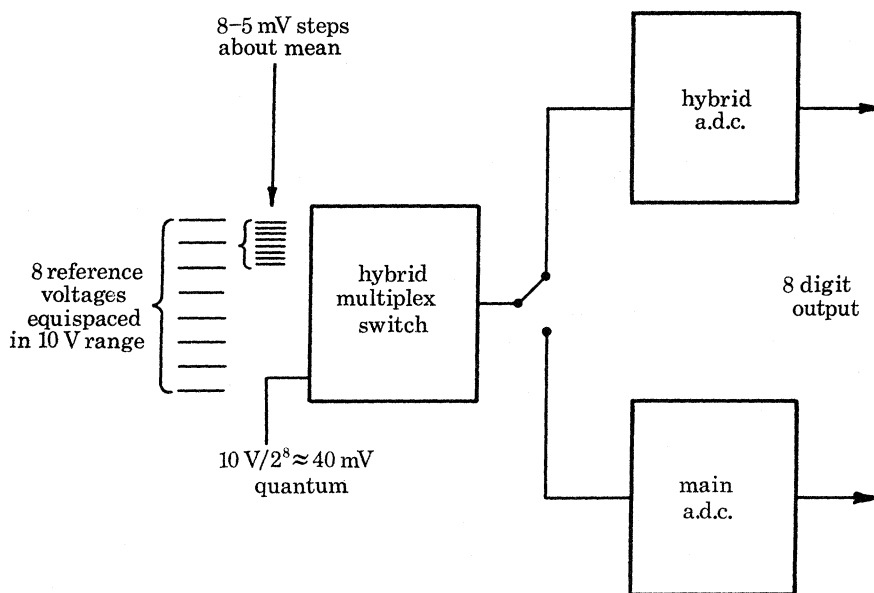 8–5 mV steps
about mean
hybrid
a.d.c.
8 reference
voltages
equispaced
in 10 V range
hybrid
multiplex
switch
8 digit
output
10 V/2⁸ ≈ 40 mV
quantum
main
a.d.c.